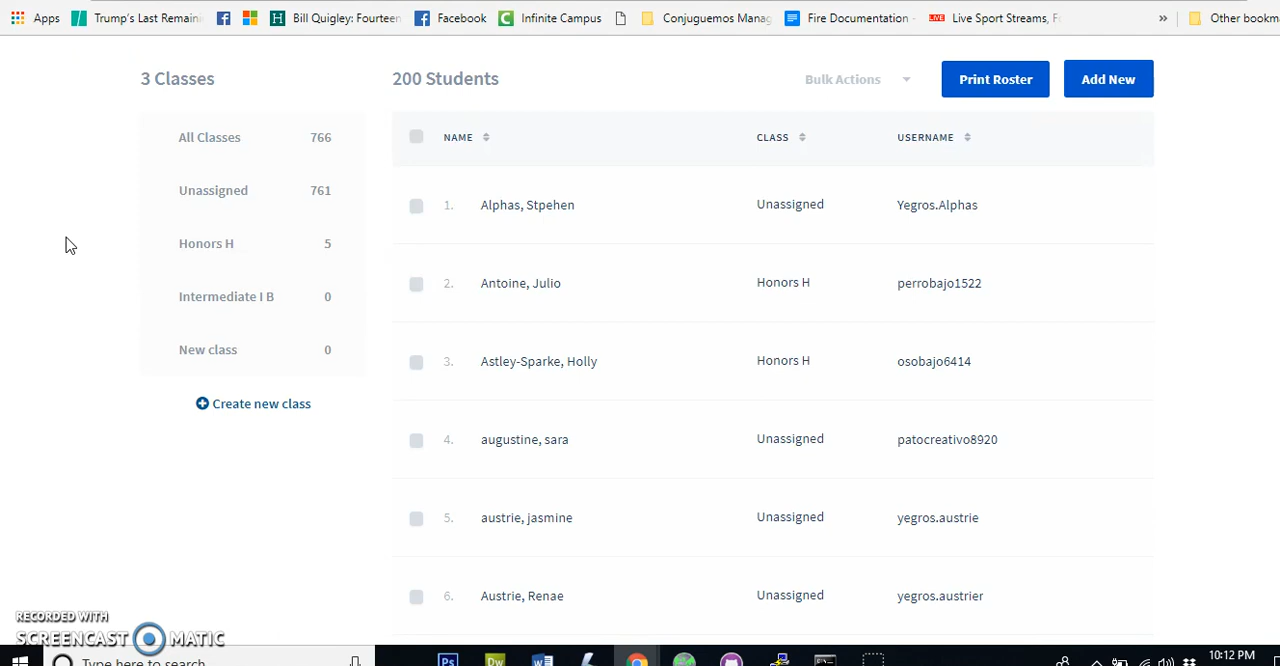 Apps Trump's Last Remaini Bill Quigley: Fourteen Facebook Infinite Campus Conjuguemos Manag Fire Documentation - LIVE Live Sport Streams, F » Other bookm
3 Classes 200 Students Bulk Actions Print Roster Add New
All Classes 766
Unassigned 761
Honors H 5
Intermediate I B 0
New class 0
Create new class
NAME CLASS USERNAME
1. Alphas, Stpehen Unassigned Yegros.Alphas
2. Antoine, Julio Honors H perrobajo1522
3. Astley-Sparke, Holly Honors H osobajo6414
4. augustine, sara Unassigned patocreativo8920
5. austrie, jasmine Unassigned yegros.austrie
6. Austrie, Renae Unassigned yegros.austrier
RECORDED WITH
SCREENCAST MATIC
Type here to search Ps Dw 10:12 PM